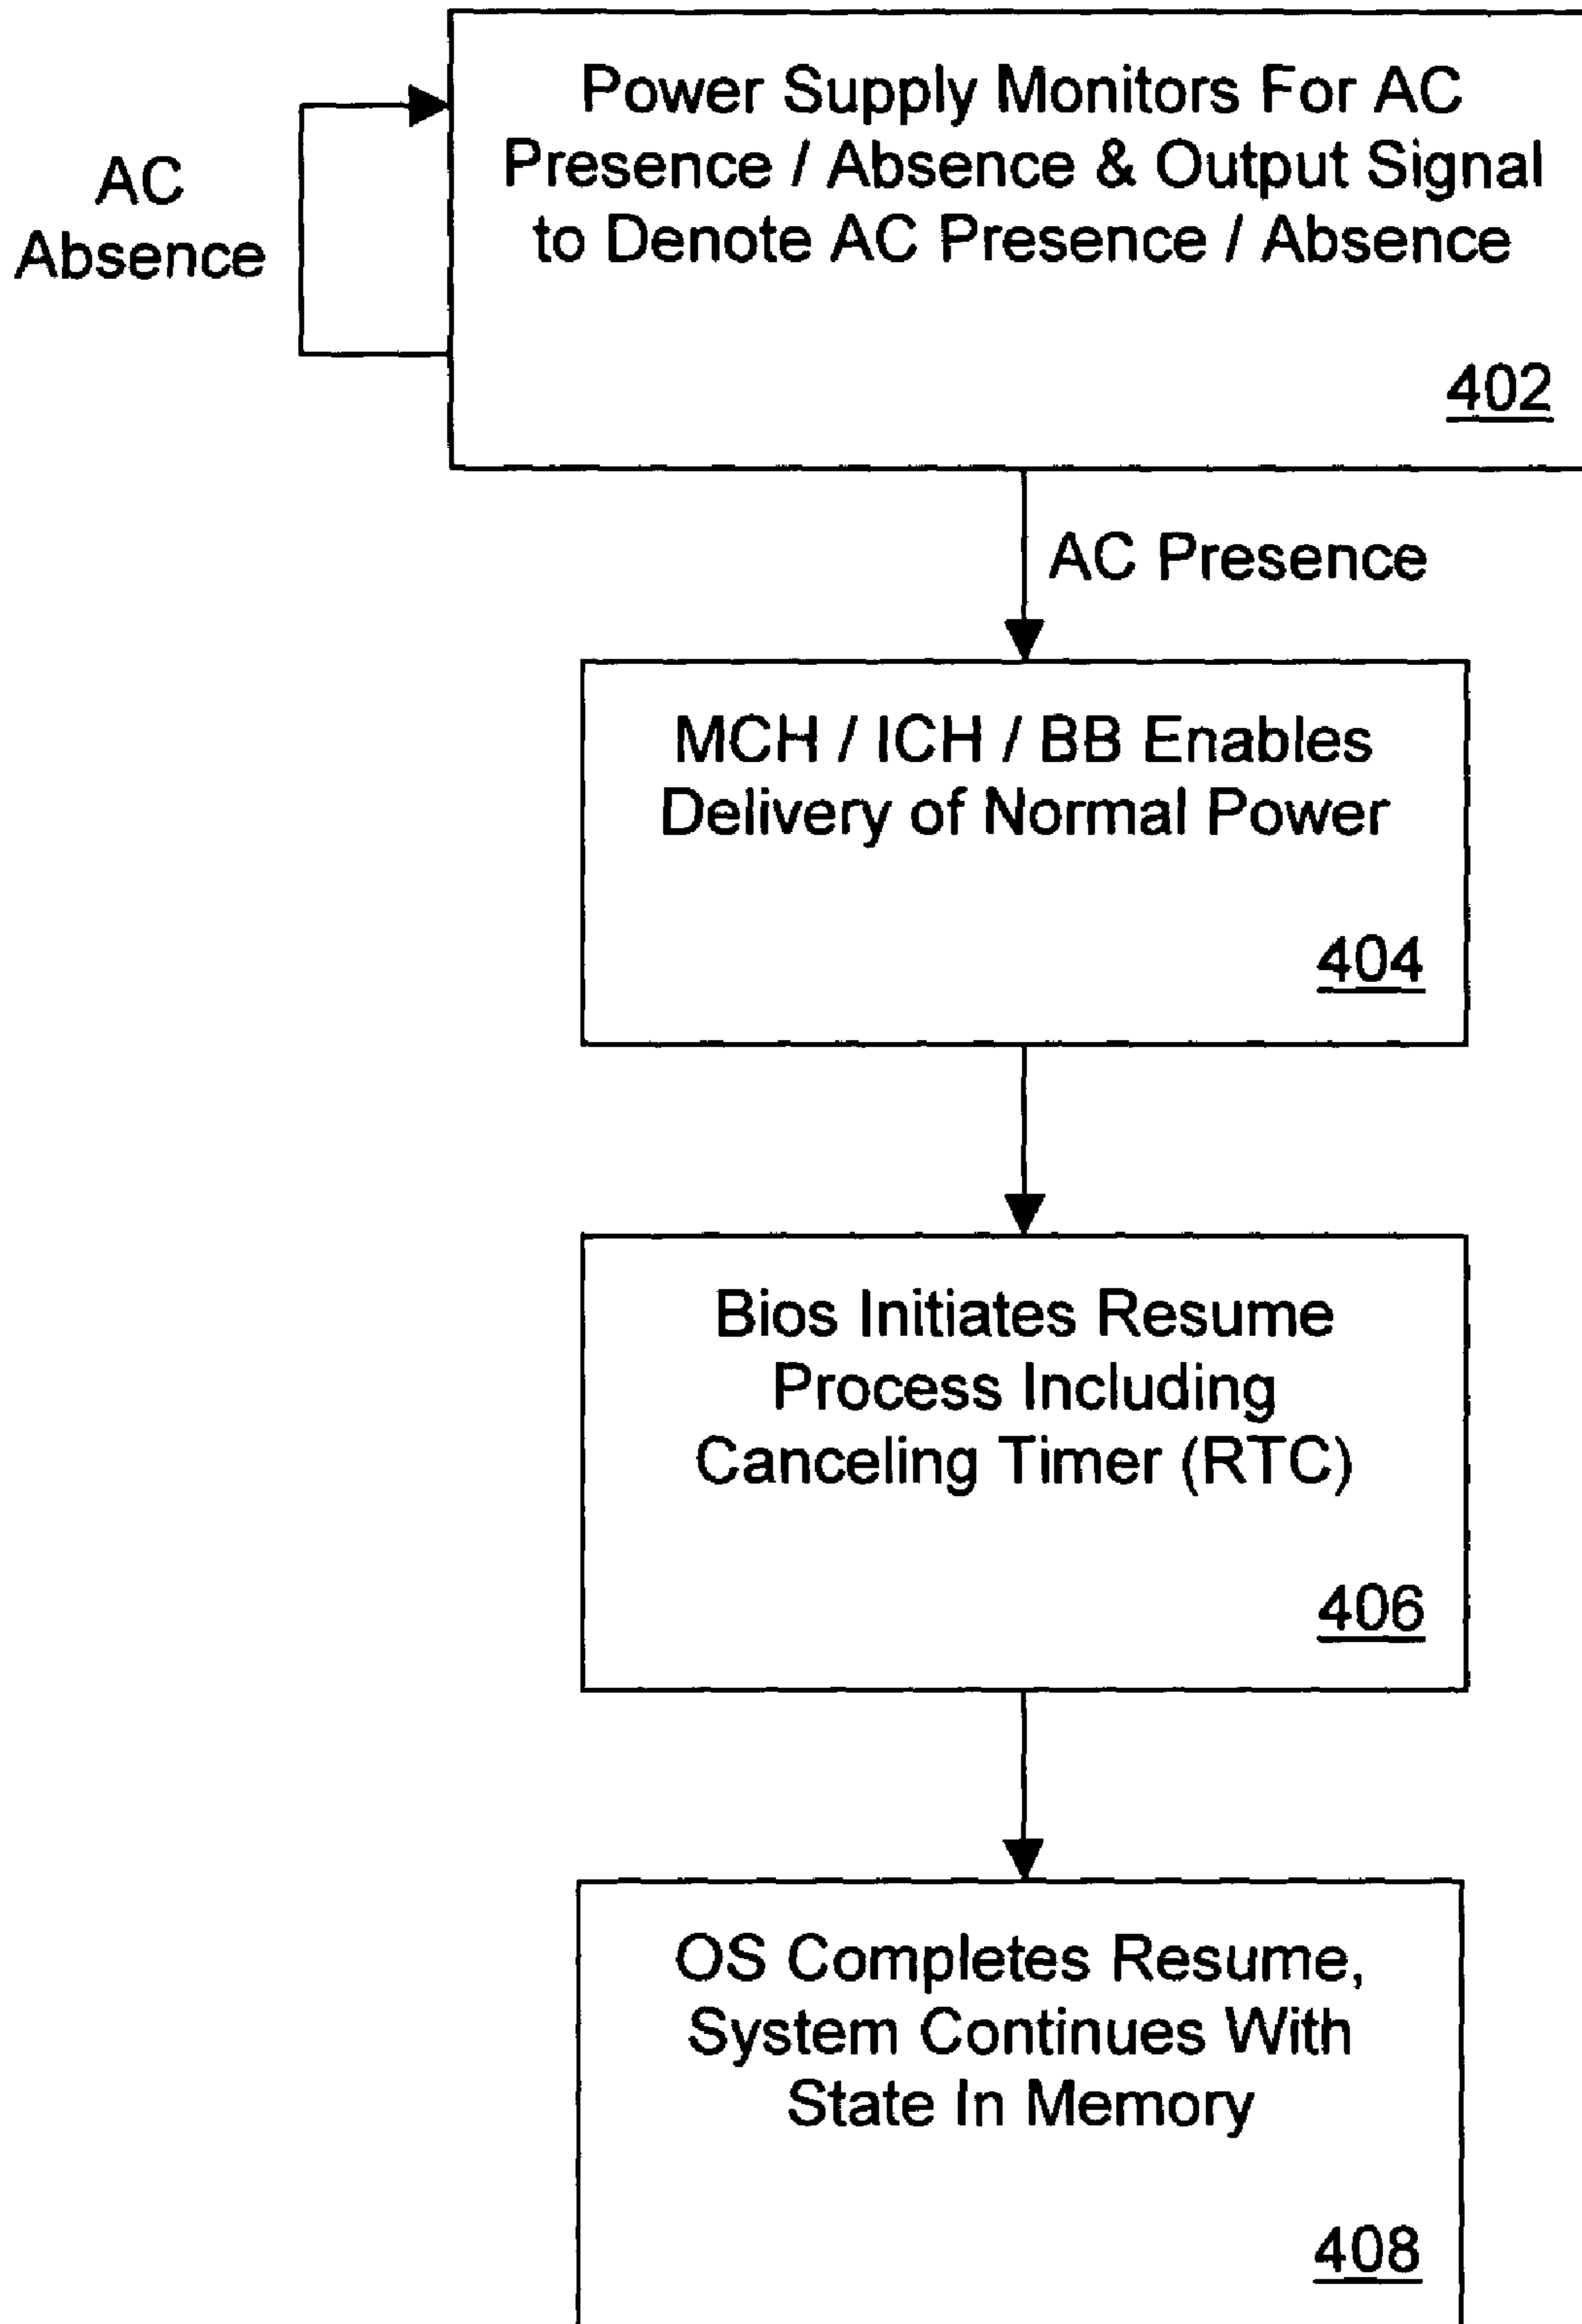 Power Supply Monitors For AC
Presence / Absence & Output Signal
to Denote AC Presence / Absence
402
AC
Absence
AC Presence
MCH / ICH / BB Enables
Delivery of Normal Power
404
Bios Initiates Resume
Process Including
Canceling Timer (RTC)
406
OS Completes Resume,
System Continues With
State In Memory
408